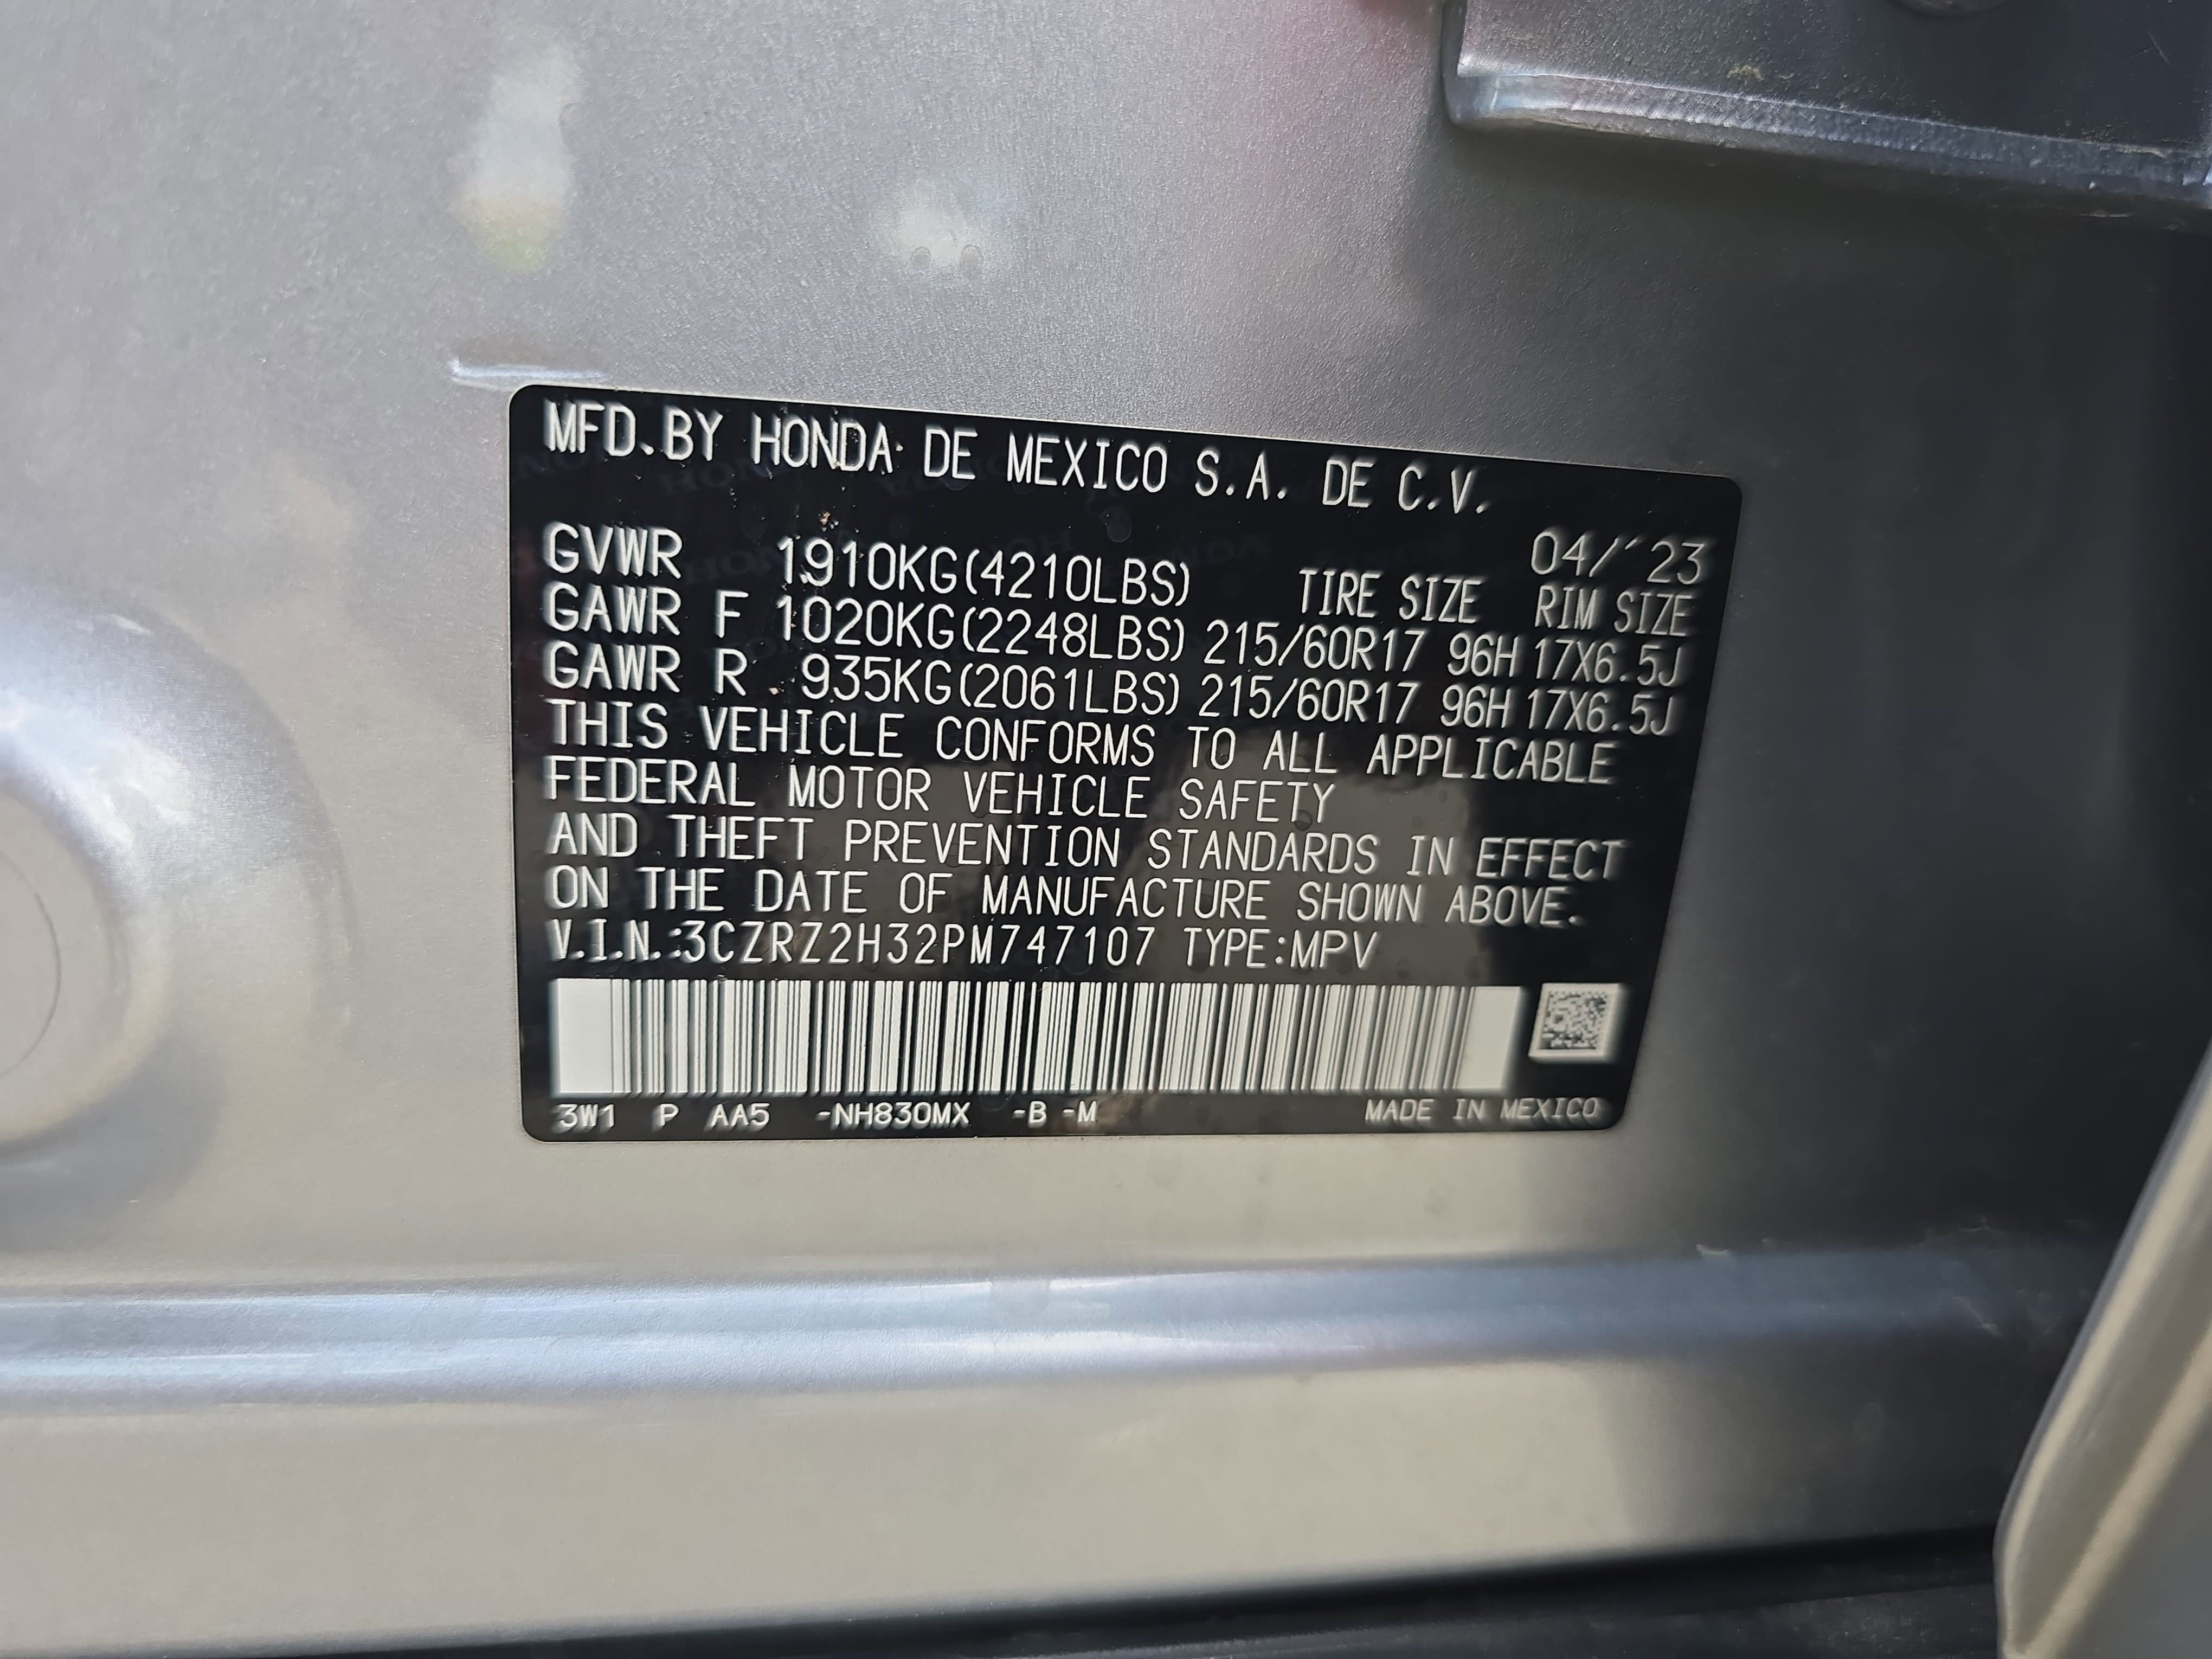 MFD.BY HONDA DE MEXICO S.A. DE C.V.
04/´23
GVWR 1910KG(4210LBS) TIRE SIZE RIM SIZE
GAWR F 1020KG(2248LBS) 215/60R17 96H 17X6.5J
GAWR R 935KG(2061LBS) 215/60R17 96H 17X6.5J
THIS VEHICLE CONFORMS TO ALL APPLICABLE
FEDERAL MOTOR VEHICLE SAFETY
AND THEFT PREVENTION STANDARDS IN EFFECT
ON THE DATE OF MANUFACTURE SHOWN ABOVE.
V.I.N.:3CZRZ2H32PM747107 TYPE:MPV
3W1 P AA5 -NH830MX -B -M MADE IN MEXICO